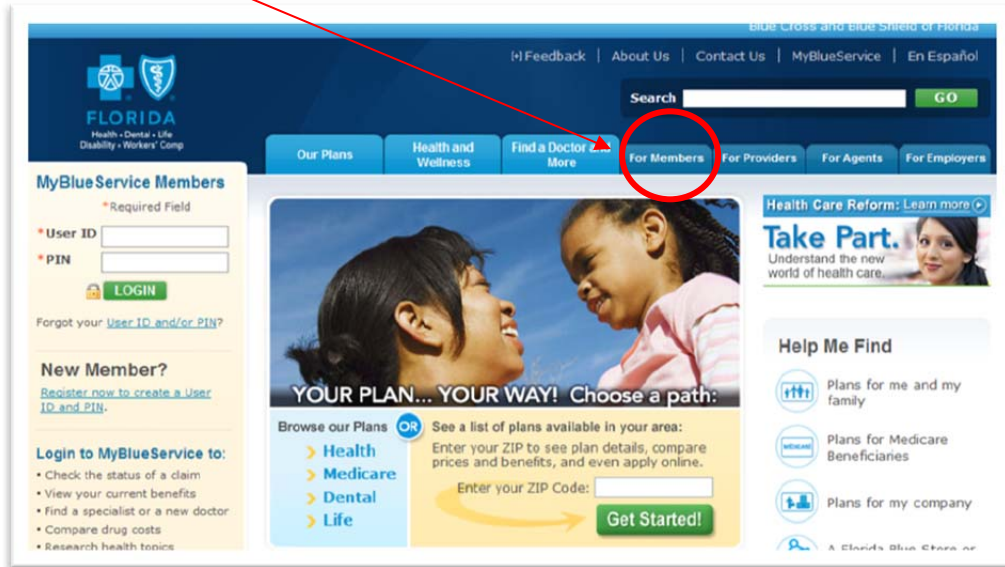 Blue Cross and Blue Shield of Florida
[+] Feedback | About Us | Contact Us | MyBlueService | En Español
Search GO
FLORIDA
Health • Dental • Life
Disability • Workers' Comp
Our Plans
Health and Wellness
Find a Doctor and More
For Members
For Providers
For Agents
For Employers
MyBlueService Members
*Required Field
*User ID
*PIN
LOGIN
Forgot your User ID and/or PIN?
New Member?
Register now to create a User
ID and PIN.
Login to MyBlueService to:
• Check the status of a claim
• View your current benefits
• Find a specialist or a new doctor
• Compare drug costs
• Research health topics
YOUR PLAN... YOUR WAY! Choose a path:
Browse our Plans
Health
Medicare
Dental
Life
OR
See a list of plans available in your area:
Enter your ZIP to see plan details, compare
prices and benefits, and even apply online.
Enter your ZIP Code:
Get Started!
Health Care Reform: Learn more
Take Part.
Understand the new
world of health care.
Help Me Find
Plans for me and my
family
MEDICARE
Plans for Medicare
Beneficiaries
Plans for my company
A Florida Blue Store or